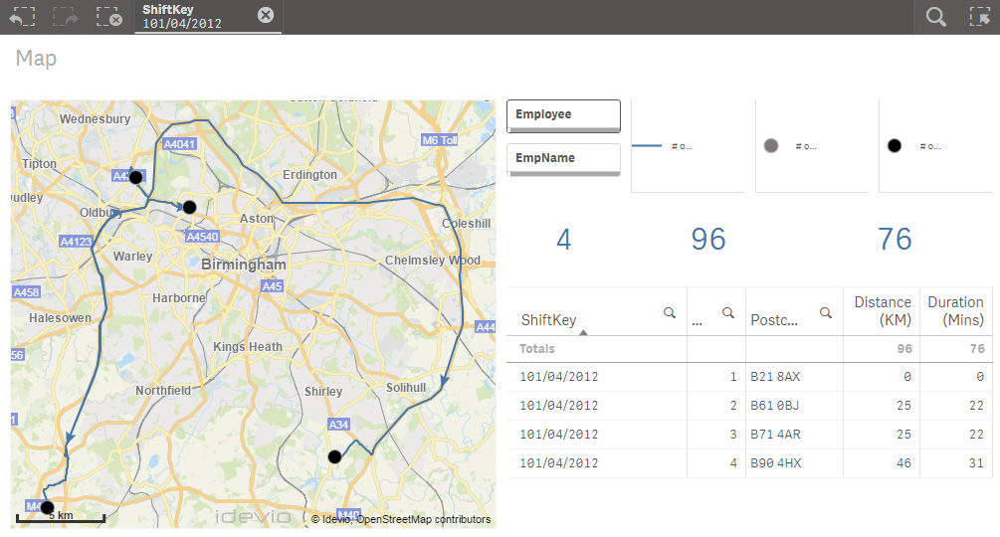 ShiftKey
101/04/2012
Map
Wednesbury
A4041
M6 Toll
Tipton
Erdington
Oldbury
Aston
Coleshill
A4123
A4540
Warley
Birmingham
Chelmsley Wood
A458
A45
Harborne
Halesowen
Kings Heath
Northfield
Shirley
Solihull
A34
M40
5 km
idevio
© Idevio, OpenStreetMap contributors
Employee
EmpName
# o...
# o...
# o...
4
96
76
ShiftKey ... Postc... Distance (KM) Duration (Mins)
Totals 96 76
101/04/2012 1 B21 8AX 0 0
101/04/2012 2 B61 0BJ 25 22
101/04/2012 3 B71 4AR 25 22
101/04/2012 4 B90 4HX 46 31